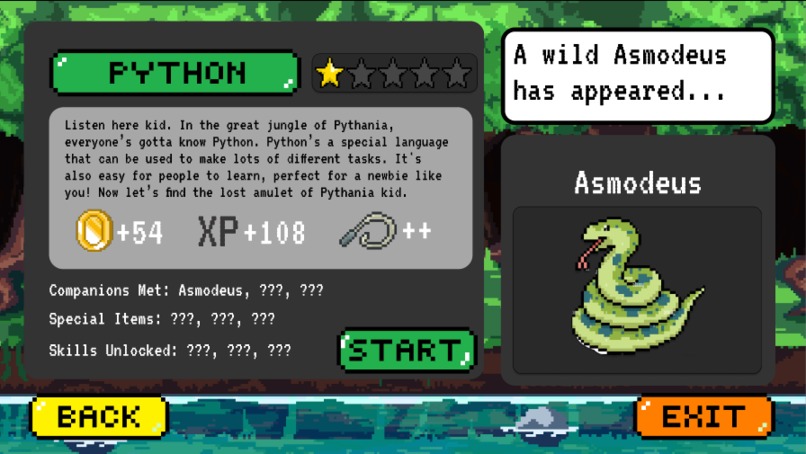 PYTHON
Listen here kid. In the great jungle of Pythania,
everyone's gotta know Python. Python's a special language
that can be used to make lots of different tasks. It's
also easy for people to learn, perfect for a newbie like
you! Now let's find the lost amulet of Pythania kid.
+54 XP+108 ++
Companions Met: Asmodeus, ???, ???
Special Items: ???, ???, ???
Skills Unlocked: ???, ???, ???
START
A wild Asmodeus
has appeared...
Asmodeus
BACK
EXIT